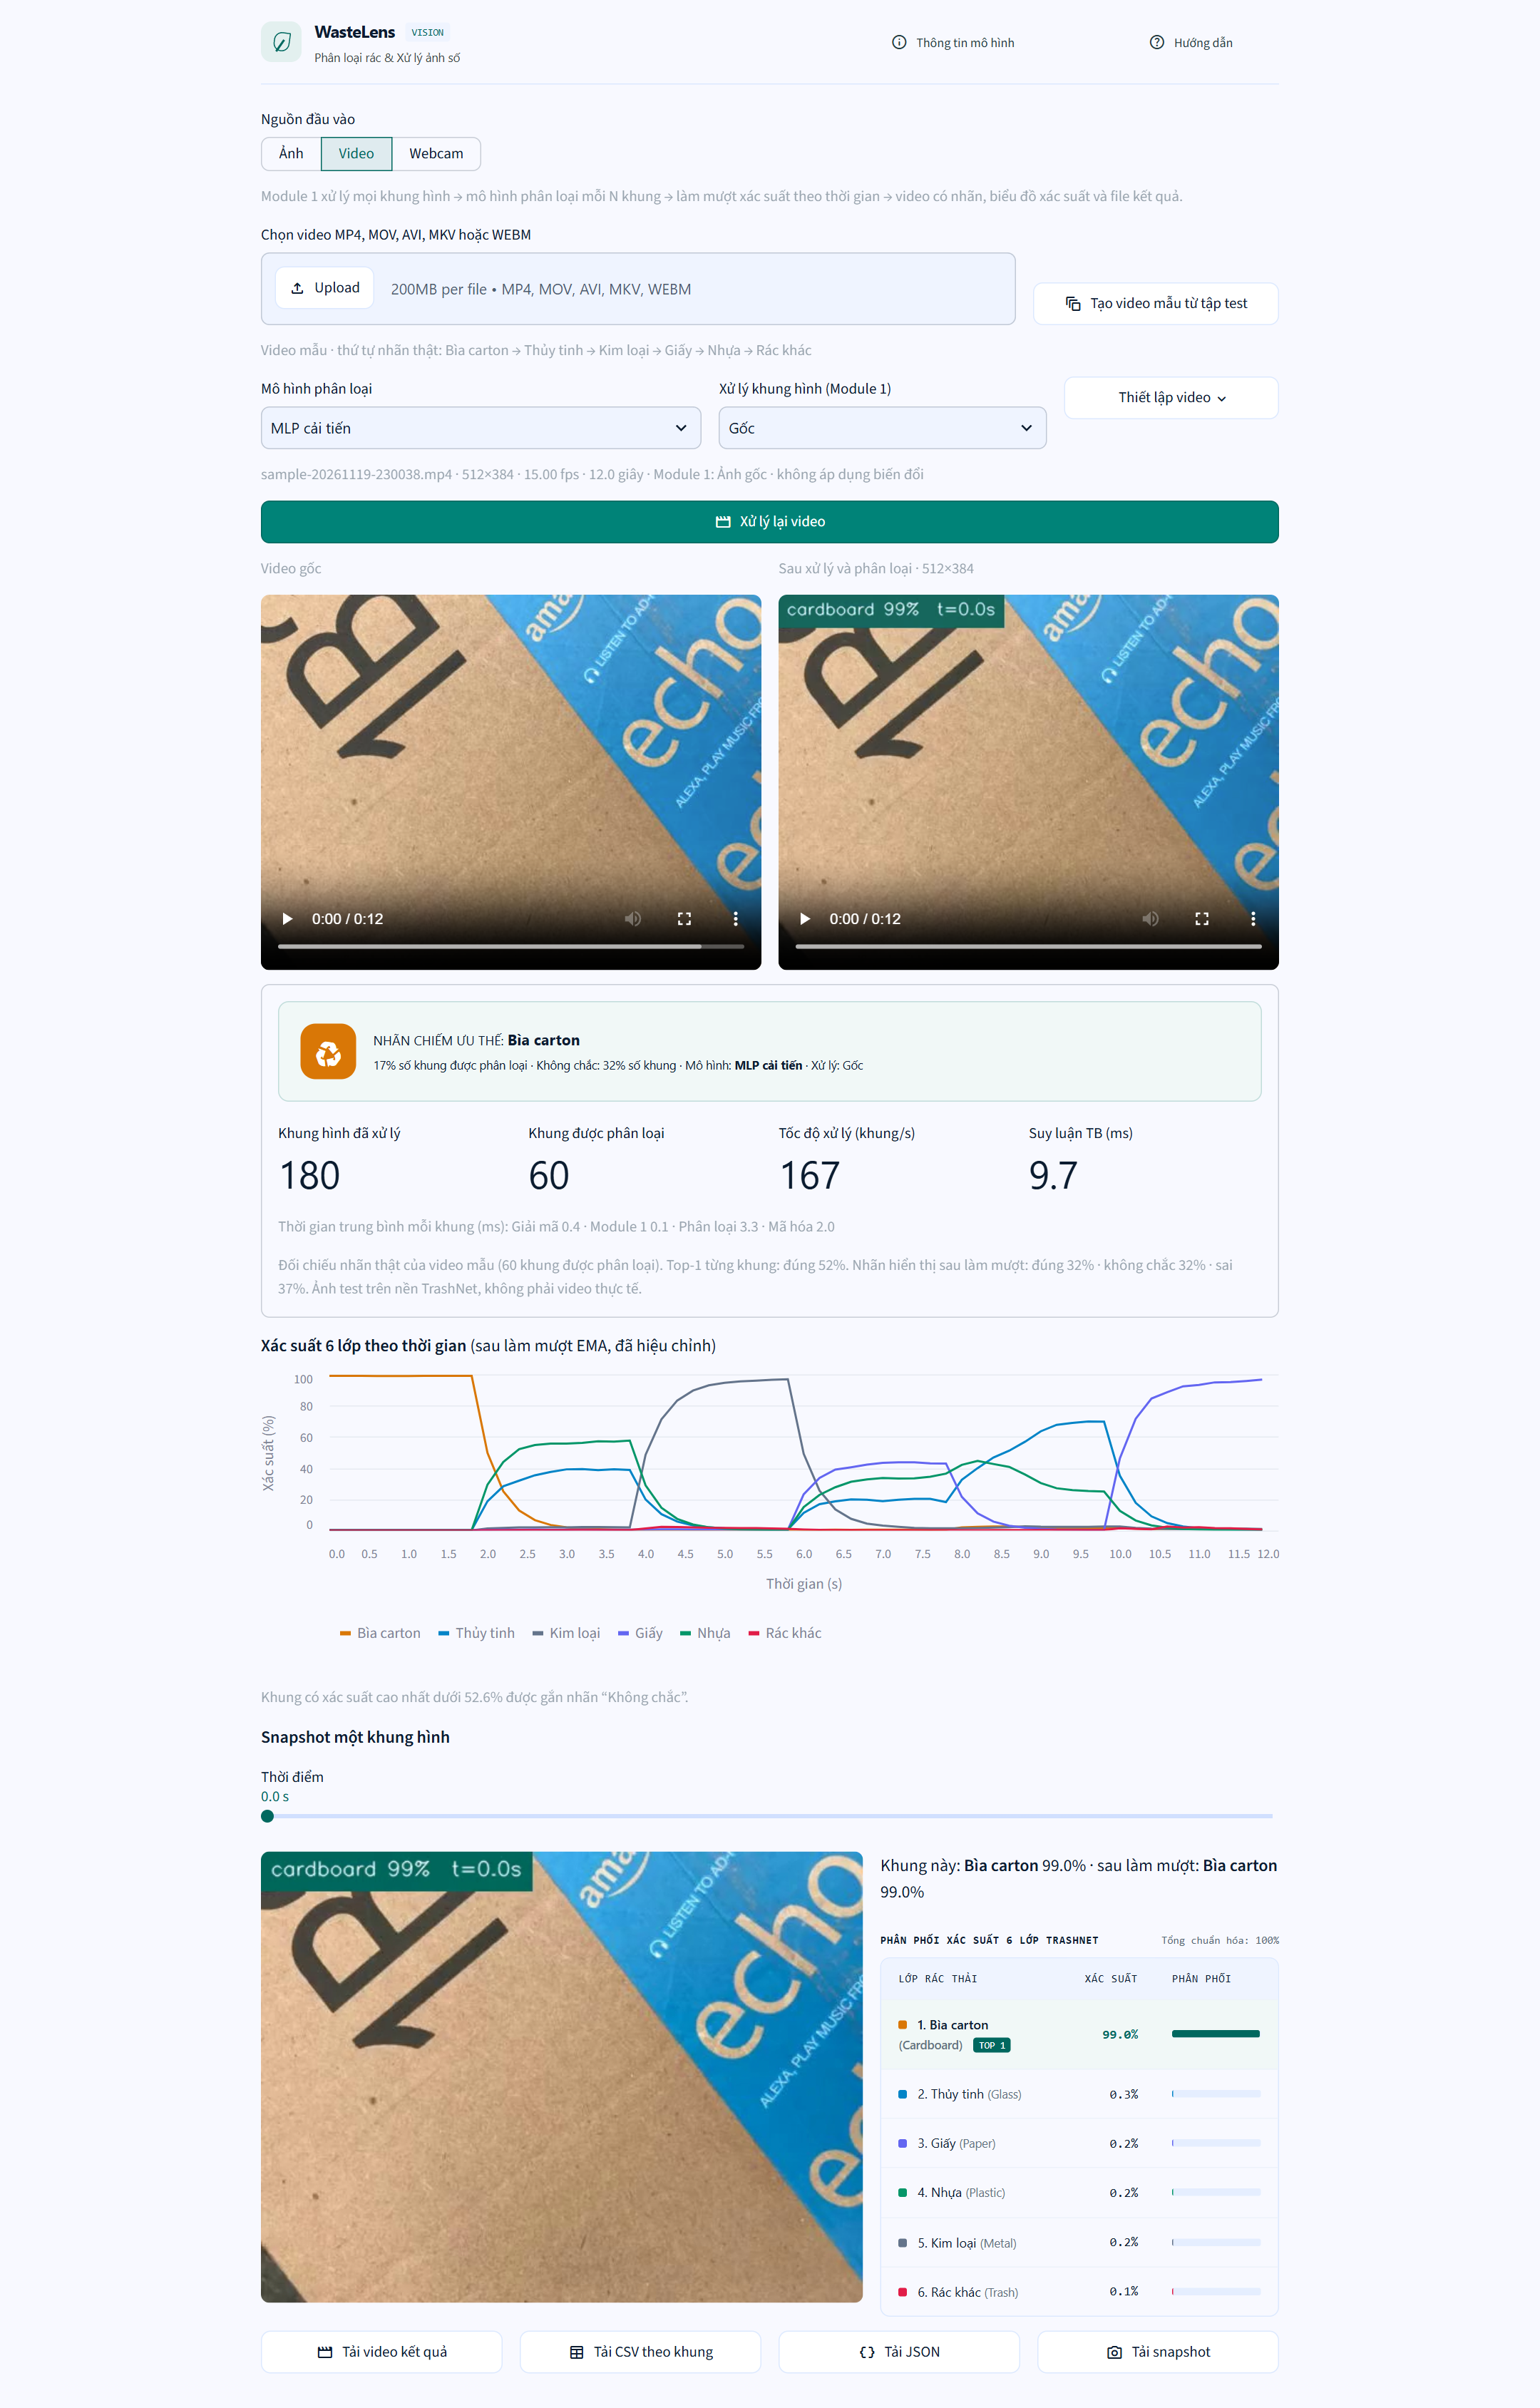 WasteLens VISION
Phân loại rác & Xử lý ảnh số
Thông tin mô hình
Hướng dẫn
Nguồn đầu vào
Ảnh Video Webcam
Module 1 xử lý mọi khung hình → mô hình phân loại mỗi N khung → làm mượt xác suất theo thời gian → video có nhãn, biểu đồ xác suất và file kết quả.
Chọn video MP4, MOV, AVI, MKV hoặc WEBM
Upload 200MB per file • MP4, MOV, AVI, MKV, WEBM
Tạo video mẫu từ tập test
Video mẫu · thứ tự nhãn thật: Bìa carton → Thủy tinh → Kim loại → Giấy → Nhựa → Rác khác
Mô hình phân loại
Xử lý khung hình (Module 1)
Thiết lập video
MLP cải tiến
Gốc
sample-20261119-230038.mp4 · 512×384 · 15.00 fps · 12.0 giây · Module 1: Ảnh gốc · không áp dụng biến đổi
Xử lý lại video
Video gốc
Sau xử lý và phân loại · 512×384
LISTEN TO AD-
echo
ALEXA, PLAY MUSIC FR
0:00 / 0:12
cardboard 99% t=0.0s
LISTEN TO AD-
echo
ALEXA, PLAY MUSIC FR
0:00 / 0:12
NHÃN CHIẾM ƯU THẾ: Bìa carton
17% số khung được phân loại · Không chắc: 32% số khung · Mô hình: MLP cải tiến · Xử lý: Gốc
Khung hình đã xử lý
Khung được phân loại
Tốc độ xử lý (khung/s)
Suy luận TB (ms)
180
60
167
9.7
Thời gian trung bình mỗi khung (ms): Giải mã 0.4 · Module 1 0.1 · Phân loại 3.3 · Mã hóa 2.0
Đối chiếu nhãn thật của video mẫu (60 khung được phân loại). Top-1 từng khung: đúng 52%. Nhãn hiển thị sau làm mượt: đúng 32% · không chắc 32% · sai
37%. Ảnh test trên nền TrashNet, không phải video thực tế.
Xác suất 6 lớp theo thời gian (sau làm mượt EMA, đã hiệu chỉnh)
Xác suất (%)
100
80
60
40
20
0
0.0 0.5 1.0 1.5 2.0 2.5 3.0 3.5 4.0 4.5 5.0 5.5 6.0 6.5 7.0 7.5 8.0 8.5 9.0 9.5 10.0 10.5 11.0 11.5 12.0
Thời gian (s)
Bìa carton Thủy tinh Kim loại Giấy Nhựa Rác khác
Khung có xác suất cao nhất dưới 52.6% được gắn nhãn “Không chắc”.
Snapshot một khung hình
Thời điểm
0.0 s
cardboard 99% t=0.0s
LISTEN TO AD-
echo
ALEXA, PLAY MUSIC FR
Khung này: Bìa carton 99.0% · sau làm mượt: Bìa carton
99.0%
PHÂN PHỐI XÁC SUẤT 6 LỚP TRASHNET
Tổng chuẩn hóa: 100%
LỚP RÁC THẢI XÁC SUẤT PHÂN PHỐI
1. Bìa carton
(Cardboard) TOP 1
99.0%
2. Thủy tinh (Glass) 0.3%
3. Giấy (Paper) 0.2%
4. Nhựa (Plastic) 0.2%
5. Kim loại (Metal) 0.2%
6. Rác khác (Trash) 0.1%
Tải video kết quả
Tải CSV theo khung
Tải JSON
Tải snapshot